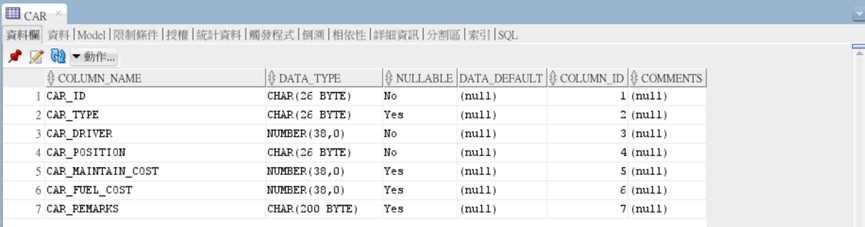 CAR
資料欄 資料 Model 限制條件 授權 統計資料 觸發程式 倒溯 相依性 詳細資訊 分割區 索引 SQL
動作...
COLUMN_NAME DATA_TYPE NULLABLE DATA_DEFAULT COLUMN_ID COMMENTS
1 CAR_ID CHAR(26 BYTE) No (null) 1 (null)
2 CAR_TYPE CHAR(26 BYTE) Yes (null) 2 (null)
3 CAR_DRIVER NUMBER(38,0) No (null) 3 (null)
4 CAR_POSITION CHAR(26 BYTE) No (null) 4 (null)
5 CAR_MAINTAIN_COST NUMBER(38,0) Yes (null) 5 (null)
6 CAR_FUEL_COST NUMBER(38,0) Yes (null) 6 (null)
7 CAR_REMARKS CHAR(200 BYTE) Yes (null) 7 (null)